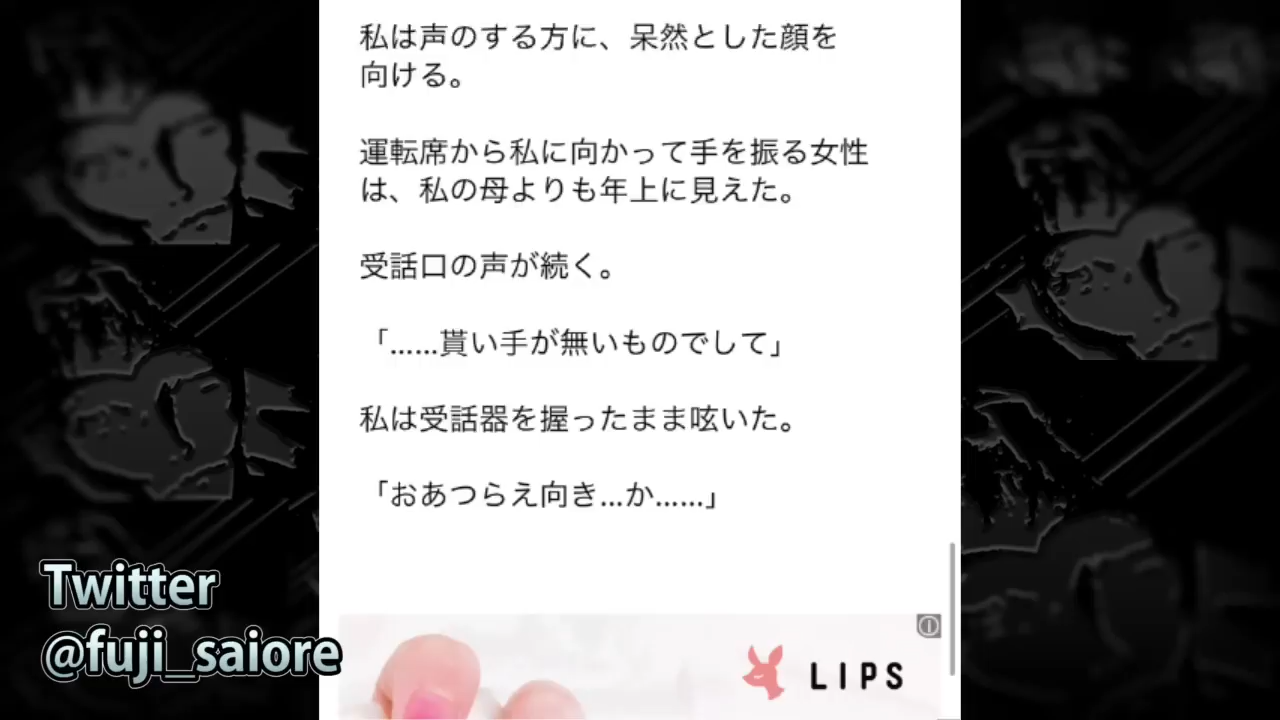 私は声のする方に、呆然とした顔を
向ける。
運転席から私に向かって手を振る女性
は、私の母よりも年上に見えた。
受話口の声が続く。
「……貰い手が無いものでして」
私は受話器を握ったまま呟いた。
「おあつらえ向き…か……」
Twitter
@fuji_saiore
LIPS